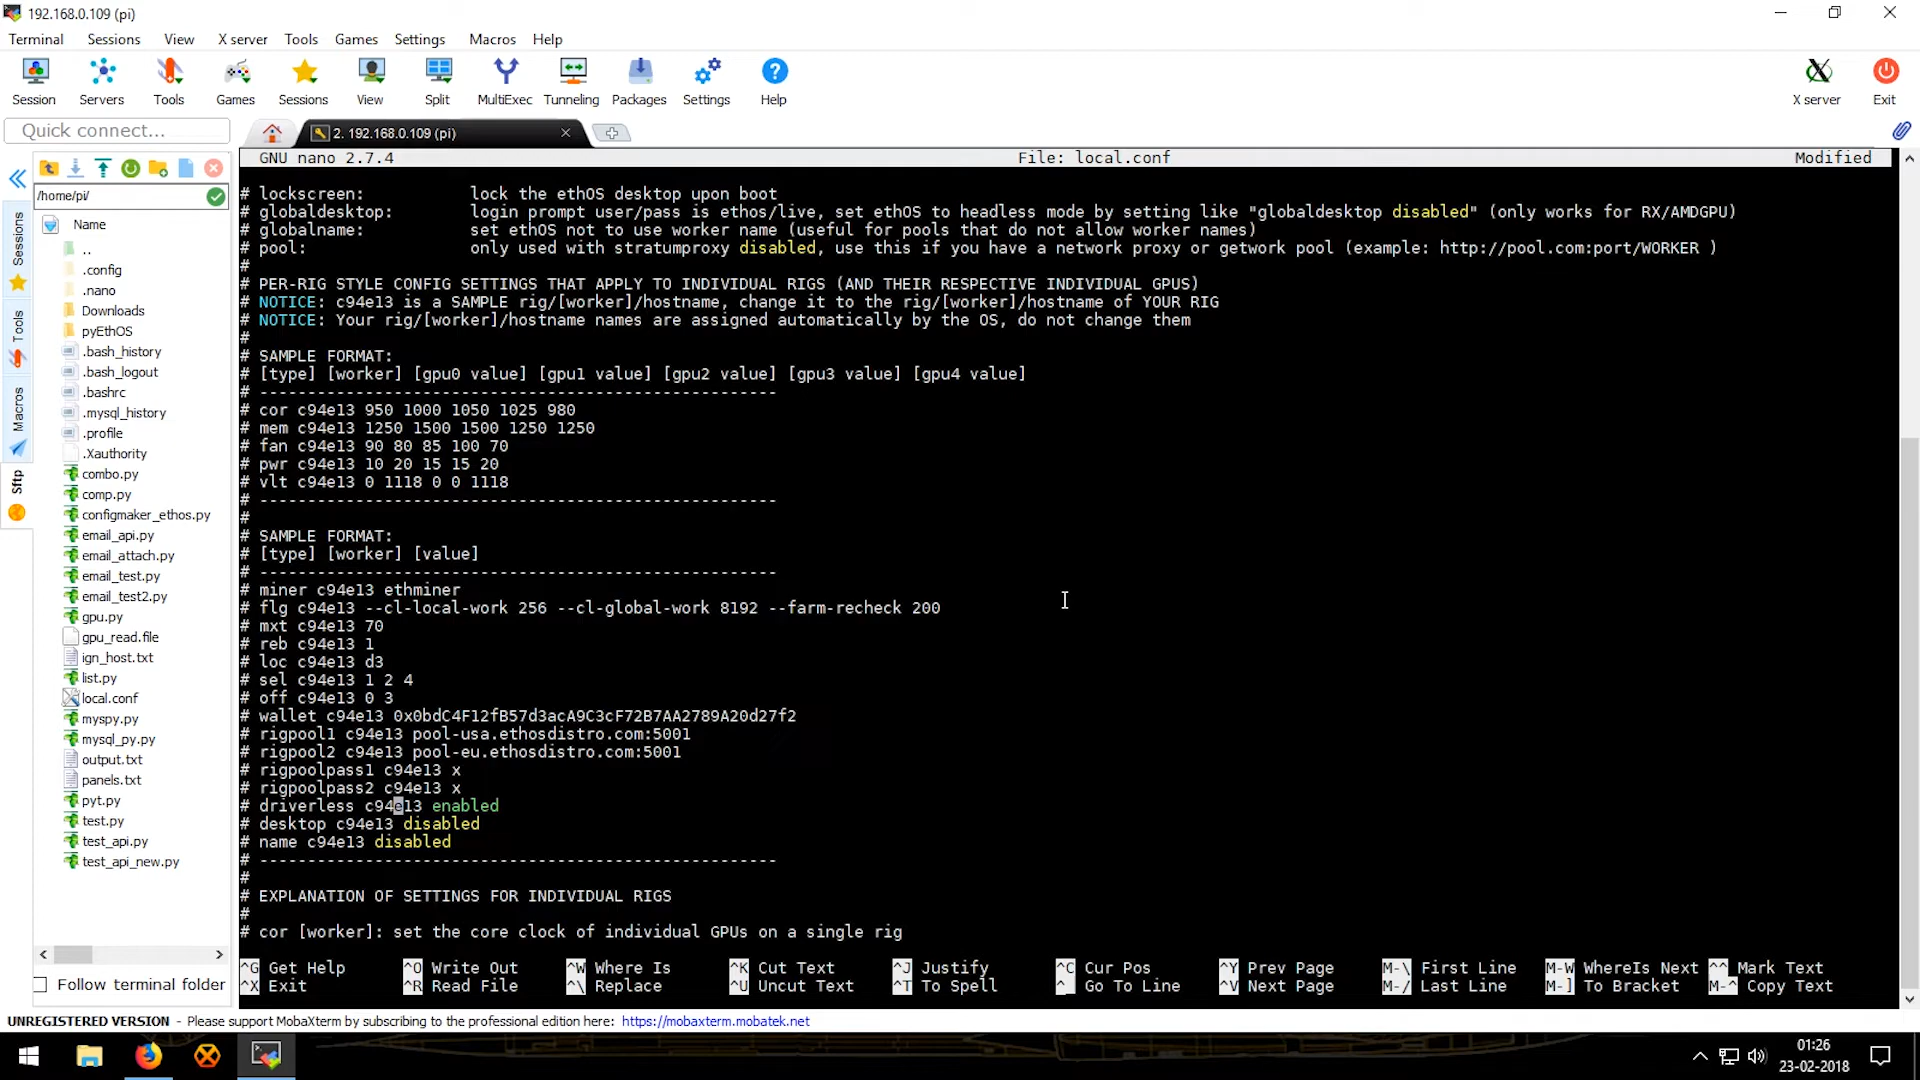 192.168.0.109 (pi)
Terminal Sessions View X server Tools Games Settings Macros Help
Session Servers Tools Games Sessions View Split MultiExec Tunneling Packages Settings Help X server Exit
Quick connect...
2. 192.168.0.109 (pi)
GNU nano 2.7.4 File: local.conf Modified
/home/pi/
Name
..
.config
.nano
Downloads
pyEthOS
.bash_history
.bash_logout
.bashrc
.mysql_history
.profile
.Xauthority
combo.py
comp.py
configmaker_ethos.py
email_api.py
email_attach.py
email_test.py
email_test2.py
gpu.py
gpu_read.file
ign_host.txt
list.py
local.conf
myspy.py
mysql_py.py
output.txt
panels.txt
pyt.py
test.py
test_api.py
test_api_new.py
Sessions
Tools
Macros
Sftp
Follow terminal folder
# lockscreen: lock the ethOS desktop upon boot
# globaldesktop: login prompt user/pass is ethos/live, set ethOS to headless mode by setting like "globaldesktop disabled" (only works for RX/AMDGPU)
# globalname: set ethOS not to use worker name (useful for pools that do not allow worker names)
# pool: only used with stratumproxy disabled, use this if you have a network proxy or getwork pool (example: http://pool.com:port/WORKER )
#
# PER-RIG STYLE CONFIG SETTINGS THAT APPLY TO INDIVIDUAL RIGS (AND THEIR RESPECTIVE INDIVIDUAL GPUS)
# NOTICE: c94e13 is a SAMPLE rig/[worker]/hostname, change it to the rig/[worker]/hostname of YOUR RIG
# NOTICE: Your rig/[worker]/hostname names are assigned automatically by the OS, do not change them
#
# SAMPLE FORMAT:
# [type] [worker] [gpu0 value] [gpu1 value] [gpu2 value] [gpu3 value] [gpu4 value]
# ------------------------------------------------------
# cor c94e13 950 1000 1050 1025 980
# mem c94e13 1250 1500 1500 1250 1250
# fan c94e13 90 80 85 100 70
# pwr c94e13 10 20 15 15 20
# vlt c94e13 0 1118 0 0 1118
# ------------------------------------------------------
#
# SAMPLE FORMAT:
# [type] [worker] [value]
# ------------------------------------------------------
# miner c94e13 ethminer
# flg c94e13 --cl-local-work 256 --cl-global-work 8192 --farm-recheck 200
# mxt c94e13 70
# reb c94e13 1
# loc c94e13 d3
# sel c94e13 1 2 4
# off c94e13 0 3
# wallet c94e13 0x0bdC4F12fB57d3acA9C3cF72B7AA2789A20d27f2
# rigpool1 c94e13 pool-usa.ethosdistro.com:5001
# rigpool2 c94e13 pool-eu.ethosdistro.com:5001
# rigpoolpass1 c94e13 x
# rigpoolpass2 c94e13 x
# driverless c94e13 enabled
# desktop c94e13 disabled
# name c94e13 disabled
# ------------------------------------------------------
#
# EXPLANATION OF SETTINGS FOR INDIVIDUAL RIGS
#
# cor [worker]: set the core clock of individual GPUs on a single rig
^G Get Help ^O Write Out ^W Where Is ^K Cut Text ^J Justify ^C Cur Pos ^Y Prev Page M-\ First Line M-W WhereIs Next ^^ Mark Text
^X Exit ^R Read File ^\ Replace ^U Uncut Text ^T To Spell ^_ Go To Line ^V Next Page M-/ Last Line M-] To Bracket M-^ Copy Text
UNREGISTERED VERSION - Please support MobaXterm by subscribing to the professional edition here: https://mobaxterm.mobatek.net
01:26
23-02-2018